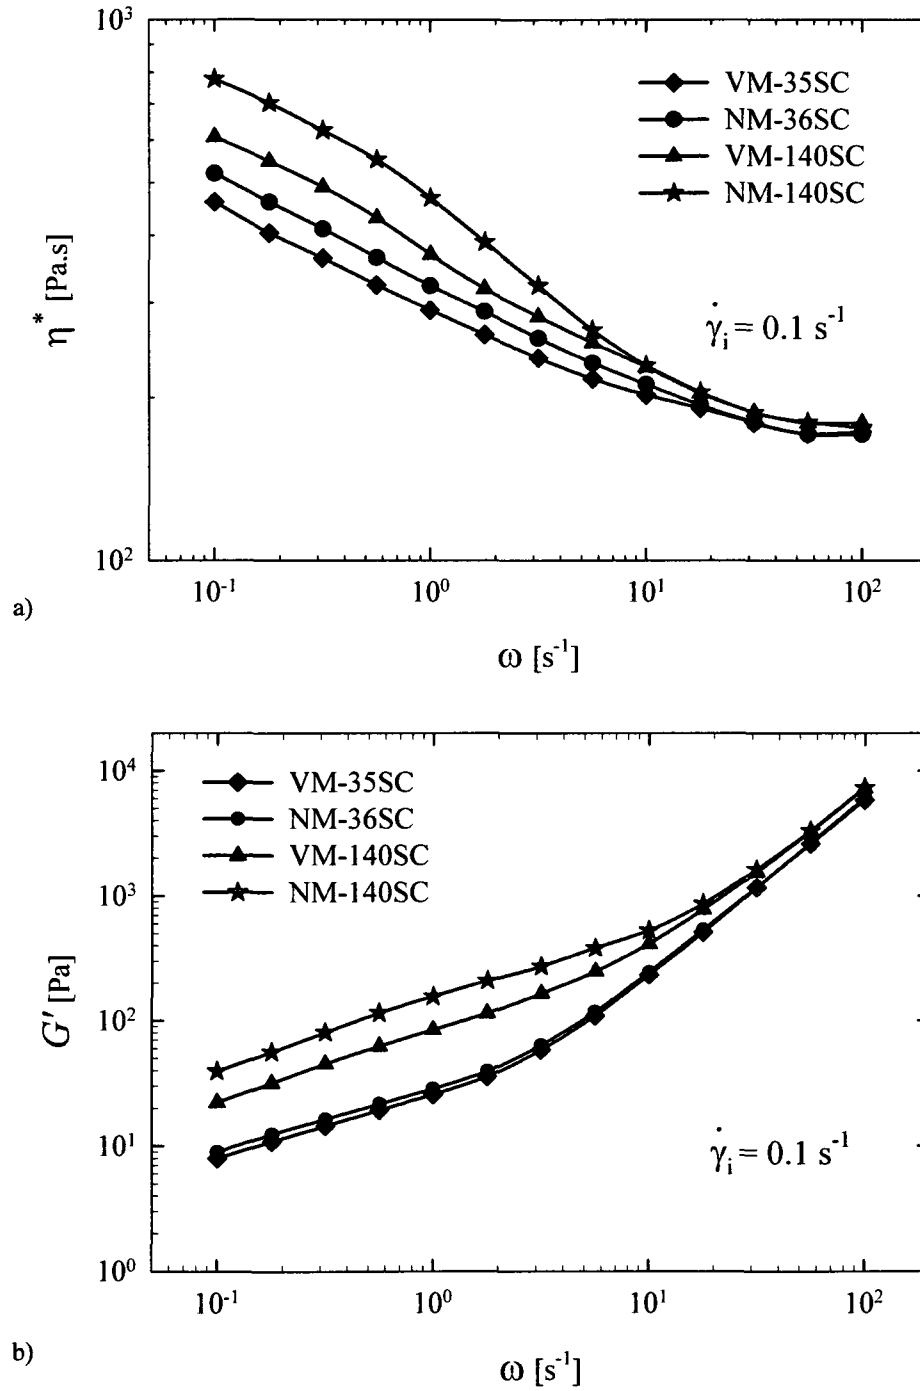 10³
VM-35SC
NM-36SC
VM-140SC
NM-140SC
η* [Pa.s]
γ̇ᵢ = 0.1 s⁻¹
10²
10⁻¹ 10⁰ 10¹ 10²
a)
ω [s⁻¹]
10⁴
VM-35SC
NM-36SC
VM-140SC
NM-140SC
10³
G' [Pa]
10²
10¹
γ̇ᵢ = 0.1 s⁻¹
10⁰
10⁻¹ 10⁰ 10¹ 10²
b)
ω [s⁻¹]